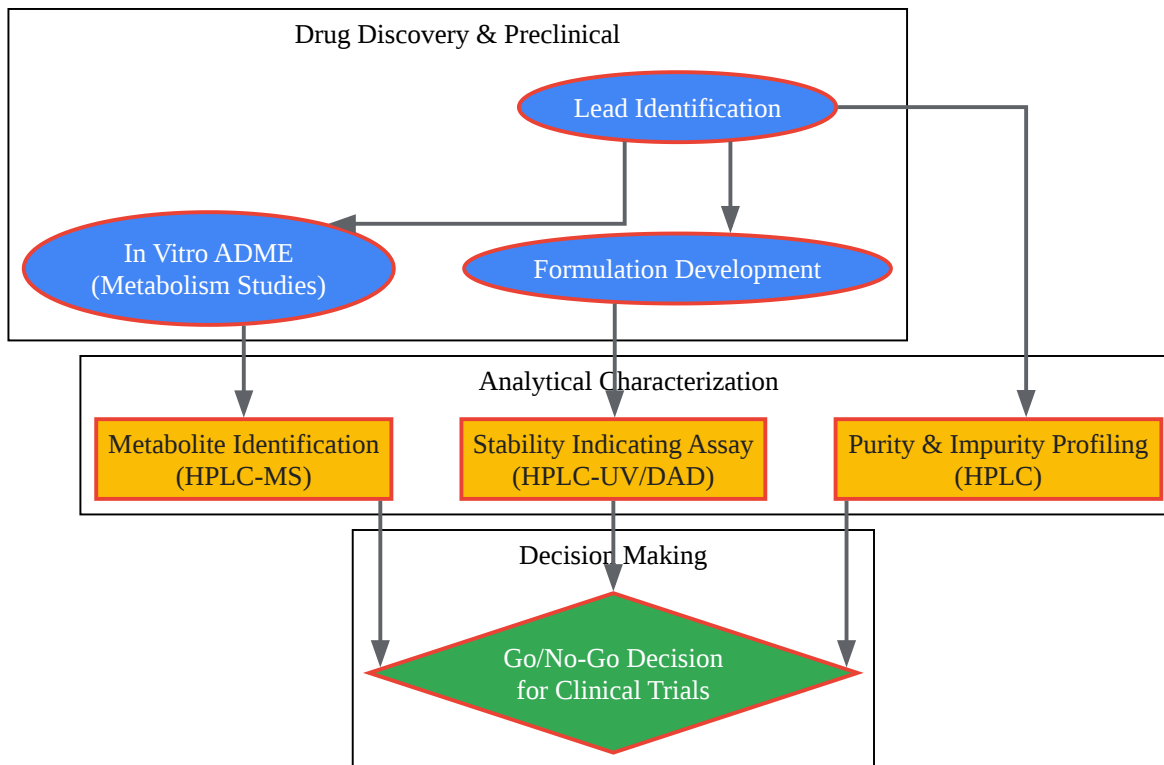 Drug Discovery & Preclinical
Lead Identification
In Vitro ADME
(Metabolism Studies)
Formulation Development
Analytical Characterization
Metabolite Identification
(HPLC-MS)
Stability Indicating Assay
(HPLC-UV/DAD)
Purity & Impurity Profiling
(HPLC)
Decision Making
Go/No-Go Decision
for Clinical Trials